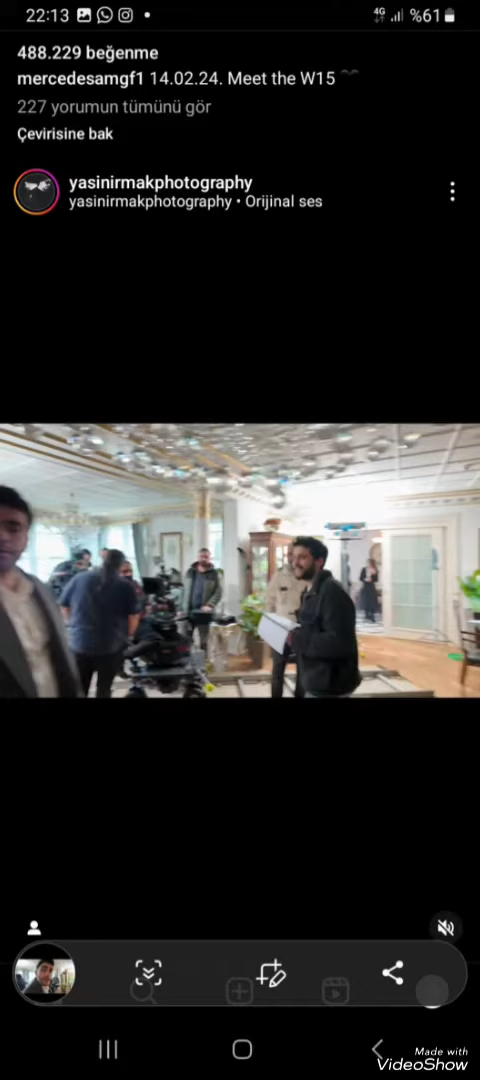 22:13
4G
%61
488.229 beğenme
mercedesamgf1 14.02.24. Meet the W15
227 yorumun tümünü gör
Çevirisine bak
yasinirmakphotography
yasinirmakphotography • Orijinal ses
Made with
VideoShow